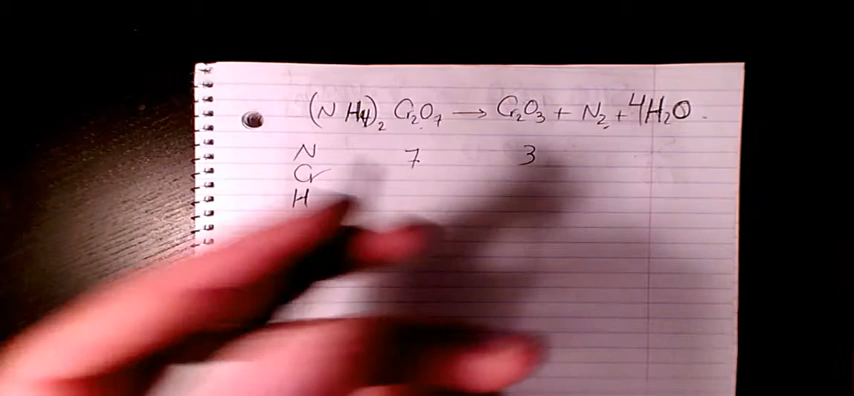 (NH₄)₂ Cr₂O₇ → Cr₂O₃ + N₂ + 4H₂O
N 7 3
Cr
H